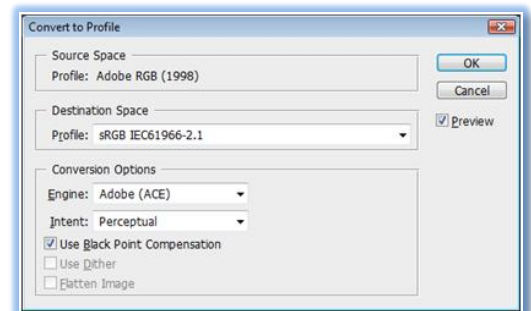 Convert to Profile
Source Space
Profile: Adobe RGB (1998)
OK
Cancel
Preview
Destination Space
Profile: sRGB IEC61966-2.1
Conversion Options
Engine: Adobe (ACE)
Intent: Perceptual
Use Black Point Compensation
Use Dither
Flatten Image